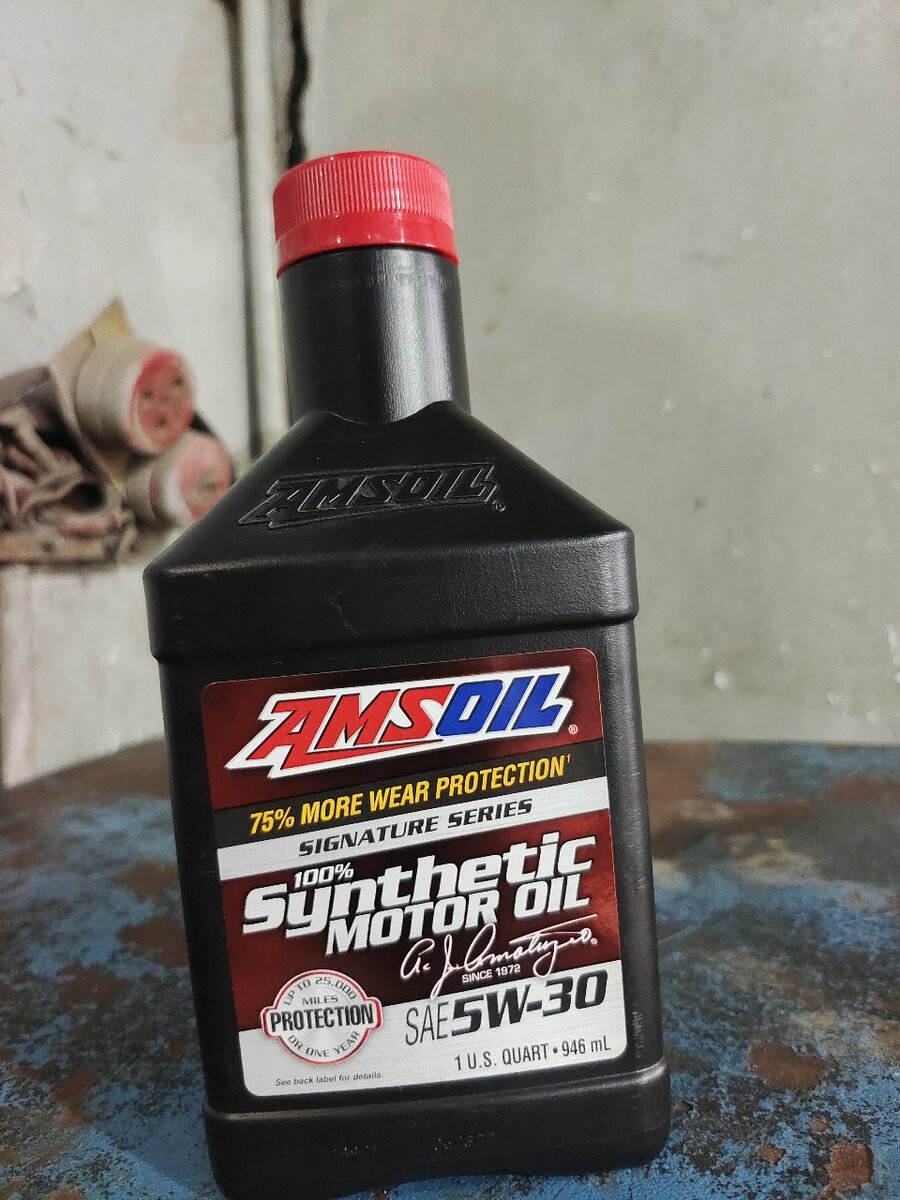 AMSOIL®
AMSOIL®
75% MORE WEAR PROTECTION¹
SIGNATURE SERIES
100%
Synthetic
MOTOR OIL
A. J. Amatuzio®
SINCE 1972
UP TO 25,000
MILES
PROTECTION
OR ONE YEAR
SAE 5W-30
1 U.S. QUART • 946 mL
See back label for details.